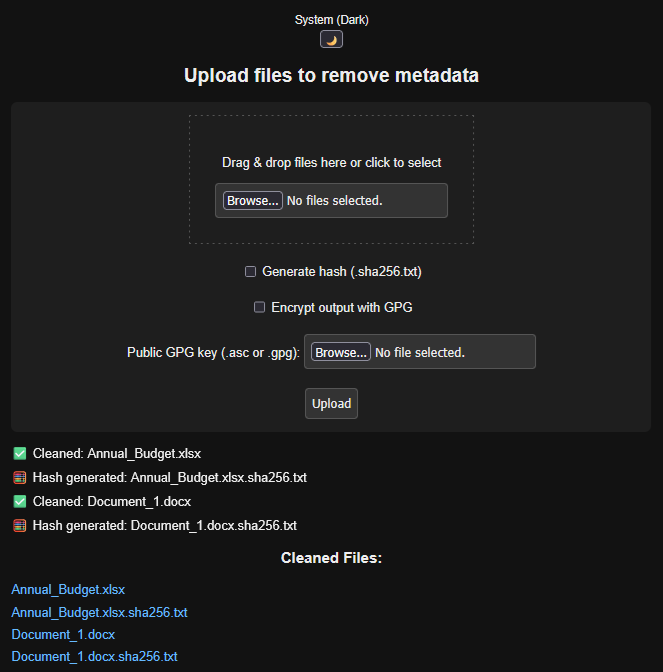 System (Dark)
Upload files to remove metadata
Drag & drop files here or click to select
Browse... No files selected.
Generate hash (.sha256.txt)
Encrypt output with GPG
Public GPG key (.asc or .gpg): Browse... No file selected.
Upload
Cleaned: Annual_Budget.xlsx
Hash generated: Annual_Budget.xlsx.sha256.txt
Cleaned: Document_1.docx
Hash generated: Document_1.docx.sha256.txt
Cleaned Files:
Annual_Budget.xlsx
Annual_Budget.xlsx.sha256.txt
Document_1.docx
Document_1.docx.sha256.txt